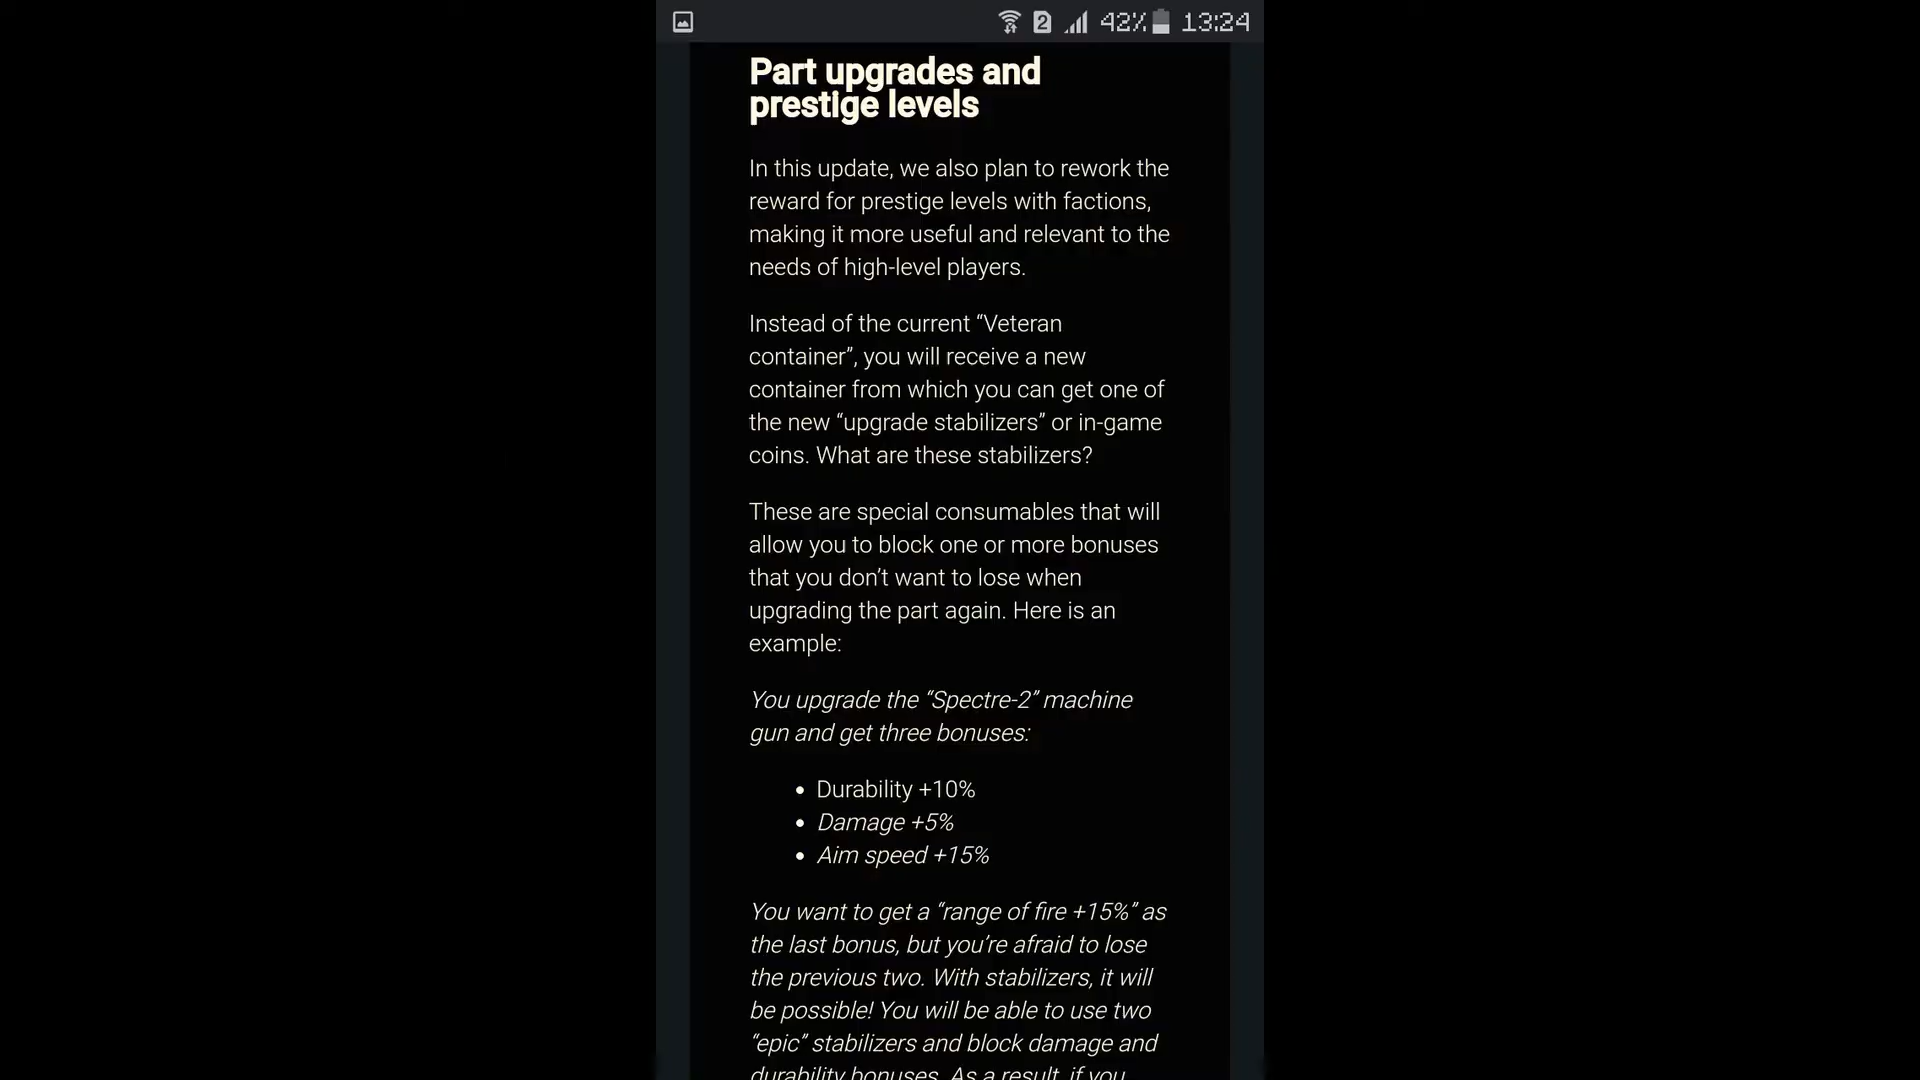 2 42% 13:24
Part upgrades and
prestige levels
In this update, we also plan to rework the
reward for prestige levels with factions,
making it more useful and relevant to the
needs of high-level players.
Instead of the current “Veteran
container”, you will receive a new
container from which you can get one of
the new “upgrade stabilizers” or in-game
coins. What are these stabilizers?
These are special consumables that will
allow you to block one or more bonuses
that you don’t want to lose when
upgrading the part again. Here is an
example:
You upgrade the “Spectre-2” machine
gun and get three bonuses:
• Durability +10%
• Damage +5%
• Aim speed +15%
You want to get a “range of fire +15%” as
the last bonus, but you’re afraid to lose
the previous two. With stabilizers, it will
be possible! You will be able to use two
“epic” stabilizers and block damage and
durability bonuses. As a result, if you